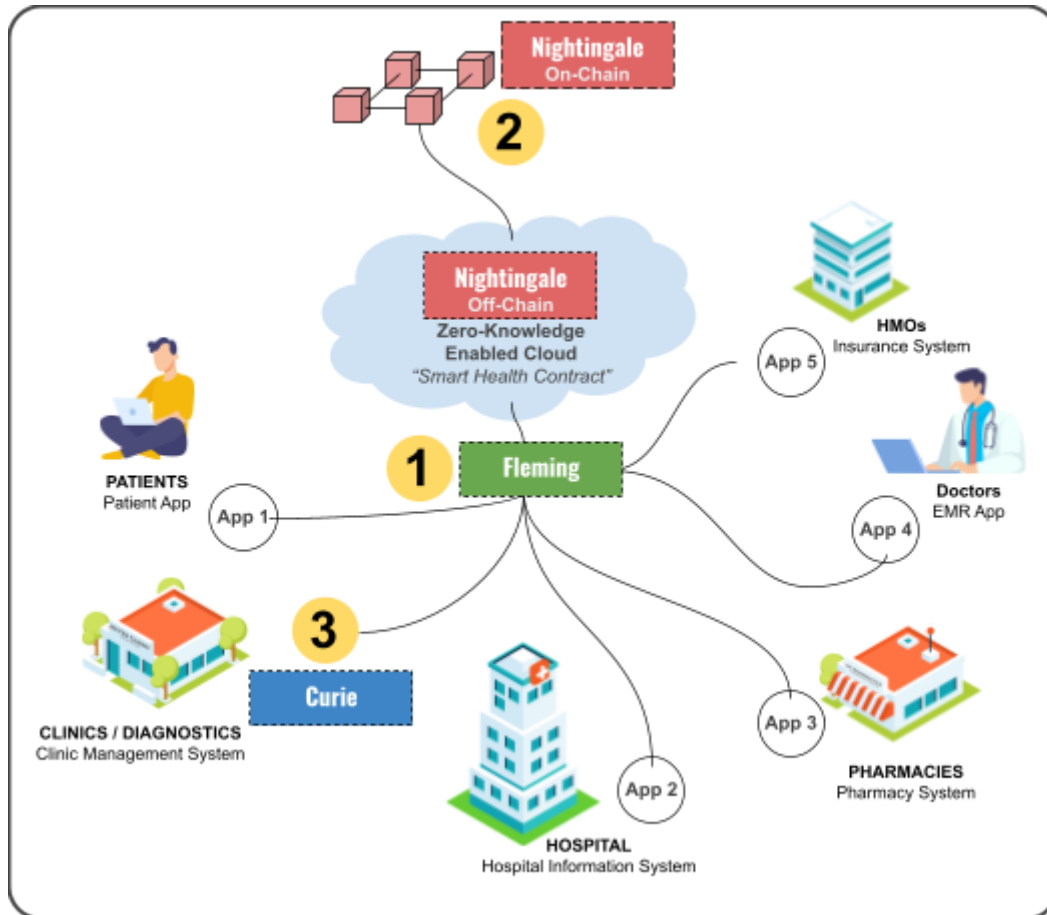 Nightingale
On-Chain
2
Nightingale
Off-Chain
Zero-Knowledge
Enabled Cloud
“Smart Health Contract”
HMOs
Insurance System
App 5
1
Fleming
PATIENTS
Patient App
App 1
Doctors
EMR App
App 4
3
Curie
CLINICS / DIAGNOSTICS
Clinic Management System
App 3
PHARMACIES
Pharmacy System
App 2
HOSPITAL
Hospital Information System